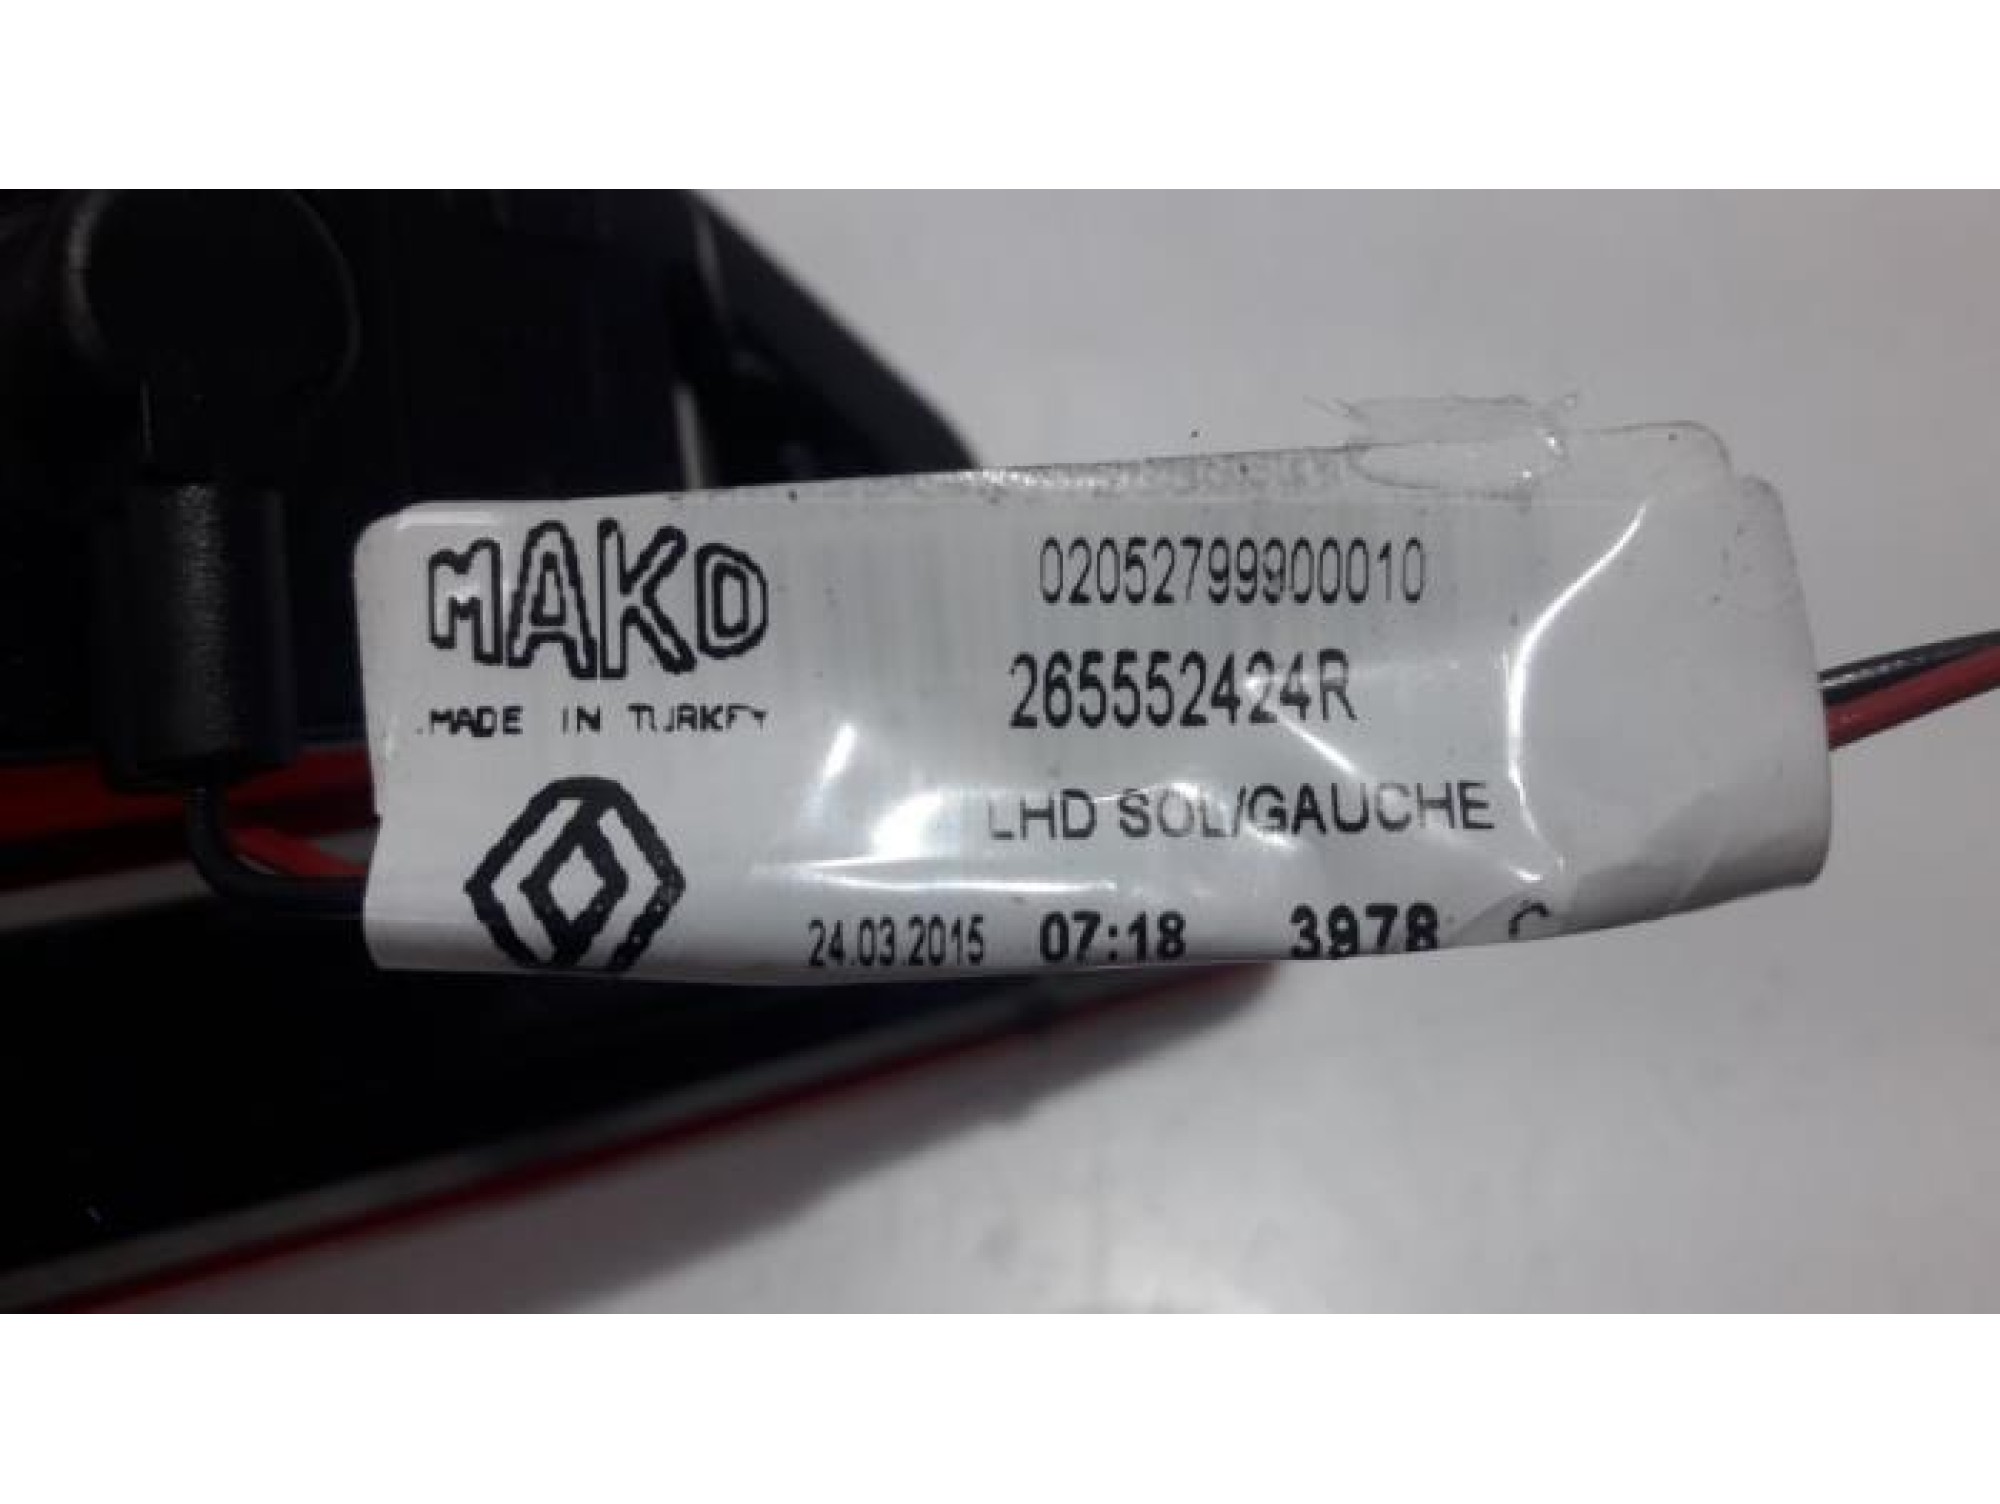 MAKO
MADE IN TURKEY
02052799900010
265552424R
LHD SOL/GAUCHE
24.03.2015 07:18 3978 C